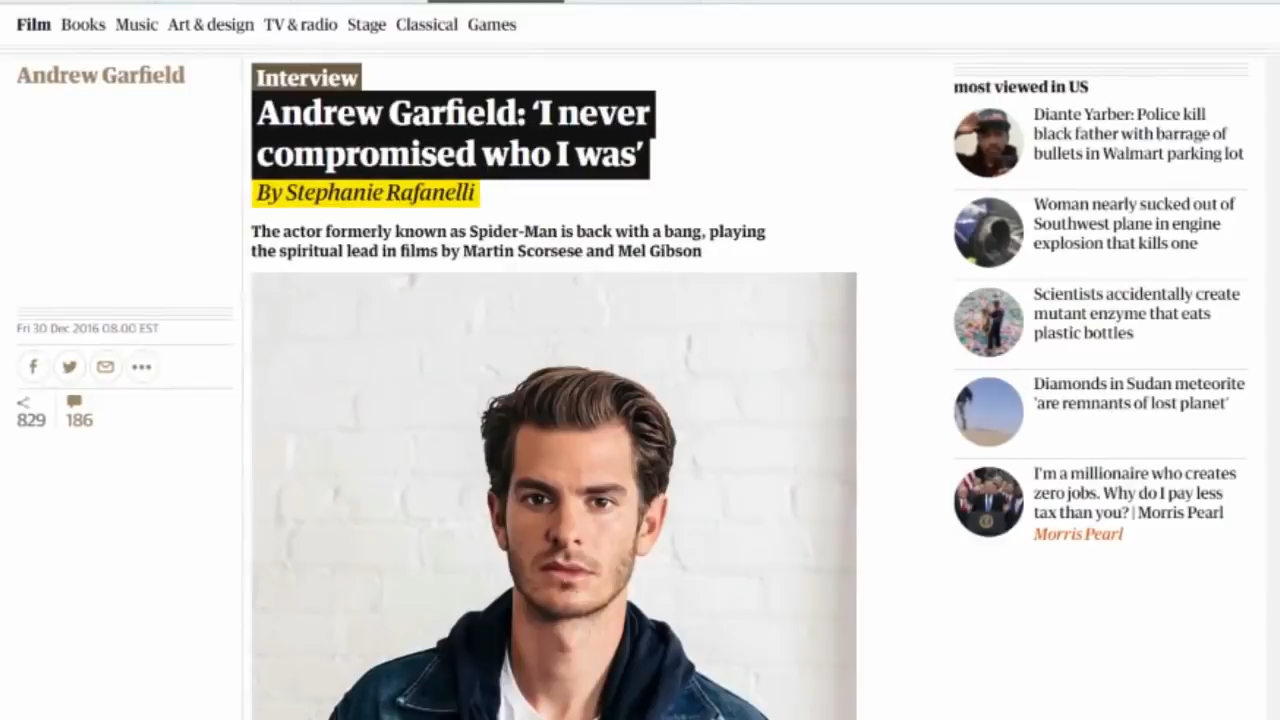 Film Books Music Art & design TV & radio Stage Classical Games
Andrew Garfield
Interview
Andrew Garfield: ‘I never
compromised who I was’
By Stephanie Rafanelli
The actor formerly known as Spider-Man is back with a bang, playing
the spiritual lead in films by Martin Scorsese and Mel Gibson
Fri 30 Dec 2016 08.00 EST
829 186
most viewed in US
Diante Yarber: Police kill
black father with barrage of
bullets in Walmart parking lot
Woman nearly sucked out of
Southwest plane in engine
explosion that kills one
Scientists accidentally create
mutant enzyme that eats
plastic bottles
Diamonds in Sudan meteorite
'are remnants of lost planet'
I'm a millionaire who creates
zero jobs. Why do I pay less
tax than you? | Morris Pearl
Morris Pearl